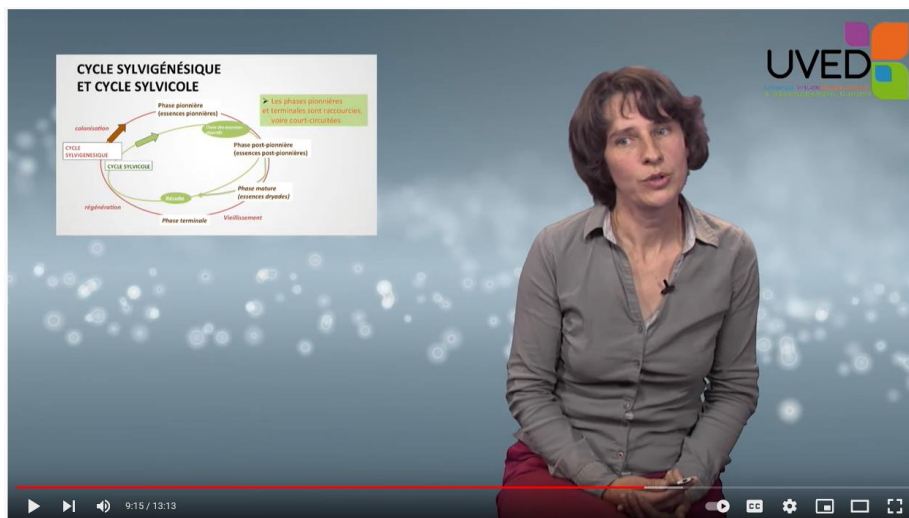 CYCLE SYLVIGÉNÉSIQUE
ET CYCLE SYLVICOLE
➤ Les phases pionnières
et terminales sont raccourcies,
voire court-circuitées
Phase pionnière
(essences pionnières)
colonisation
CYCLE
SYLVIGENESIQUE
CYCLE SYLVICOLE
Phase post-pionnière
(essences post-pionnières)
Phase mature
(essences dryades)
Récolte
régénération
Phase terminale
Vieillissement
UVED
9:15 / 13:13
CC